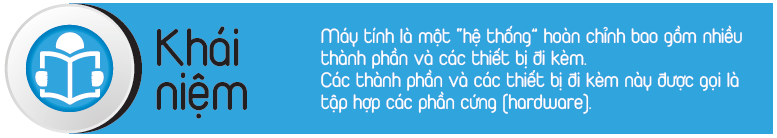 Khái
niệm
Máy tính là một "hệ thống" hoàn chỉnh bao gồm nhiều
thành phần và các thiết bị đi kèm.
Các thành phần và các thiết bị đi kèm này được gọi là
tập hợp các phần cứng (hardware).